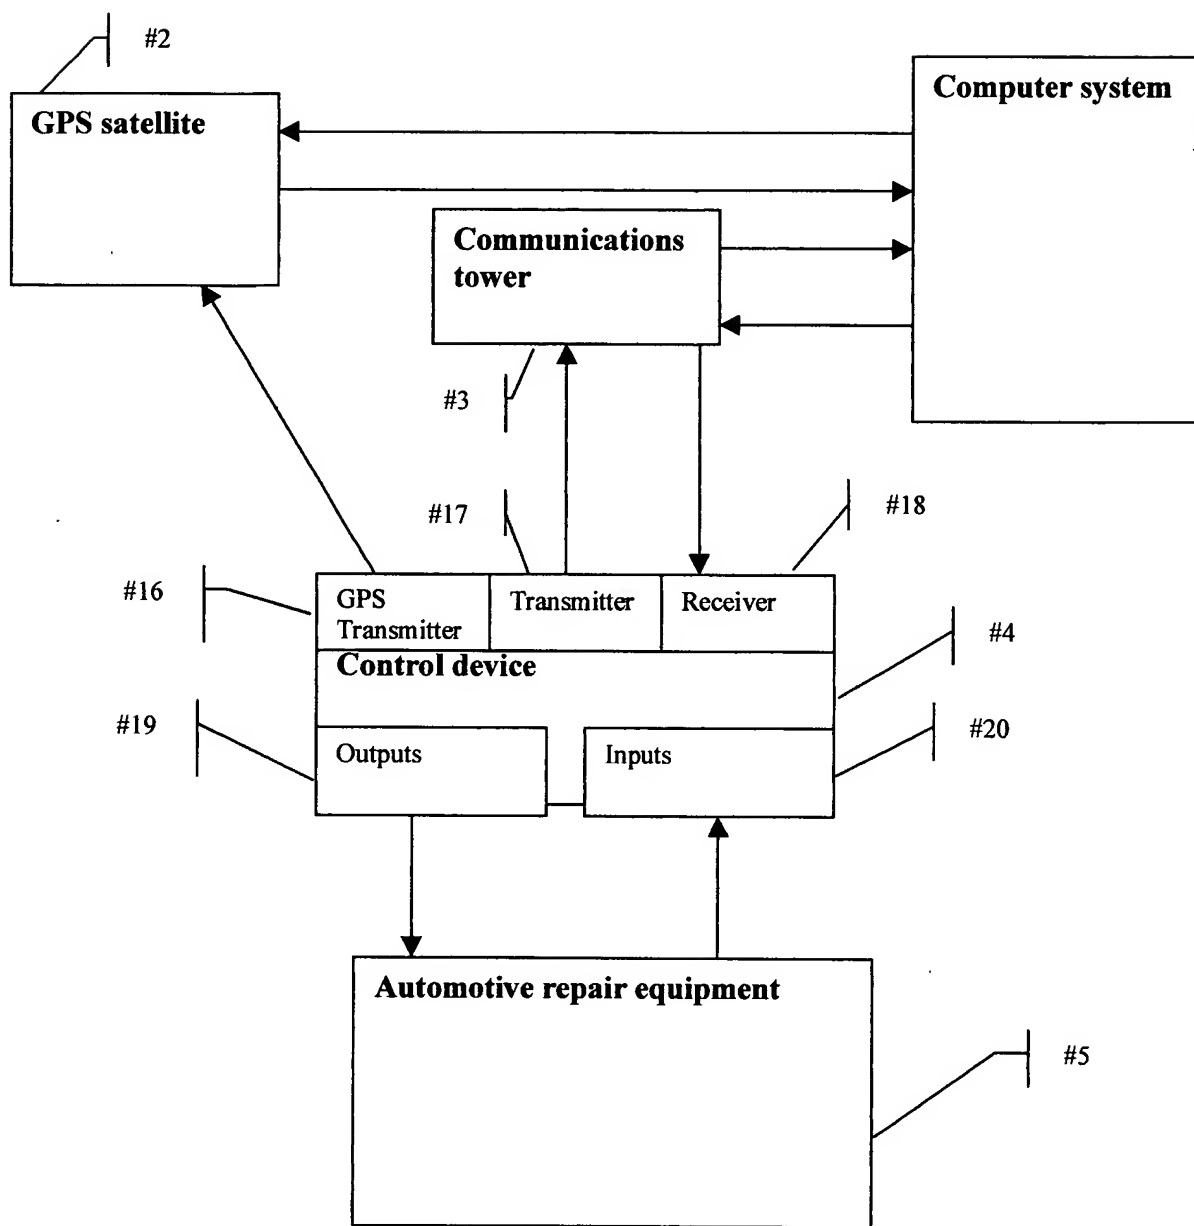 #2
GPS satellite
Computer system
Communications
tower
#3
#17
#18
#16
GPS
Transmitter
Transmitter
Receiver
#4
Control device
#19
#20
Outputs
Inputs
Automotive repair equipment
#5